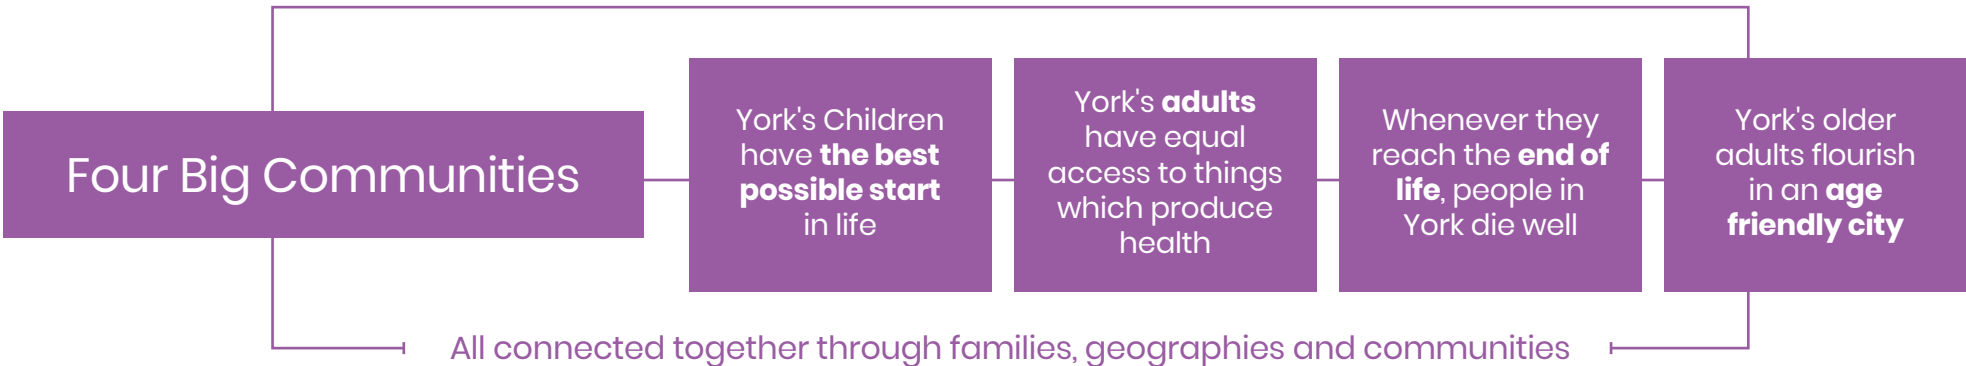 Four Big Communities
York's Children
have the best
possible start
in life
York's adults
have equal
access to things
which produce
health
Whenever they
reach the end of
life, people in
York die well
York's older
adults flourish
in an age
friendly city
All connected together through families, geographies and communities